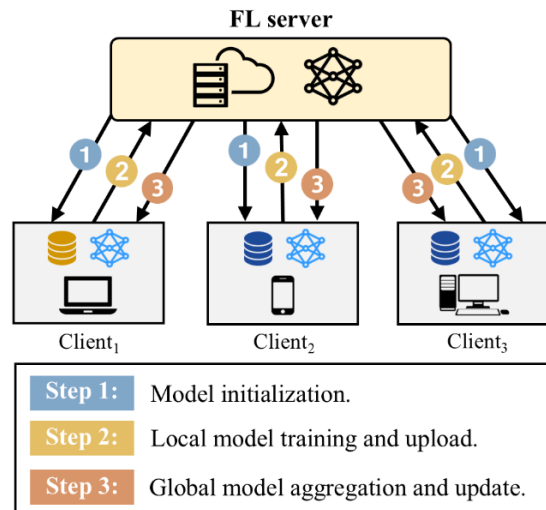 FL server
1 2 3 1 2 3 3 2 1
Client₁ Client₂ Client₃
Step 1: Model initialization.
Step 2: Local model training and upload.
Step 3: Global model aggregation and update.